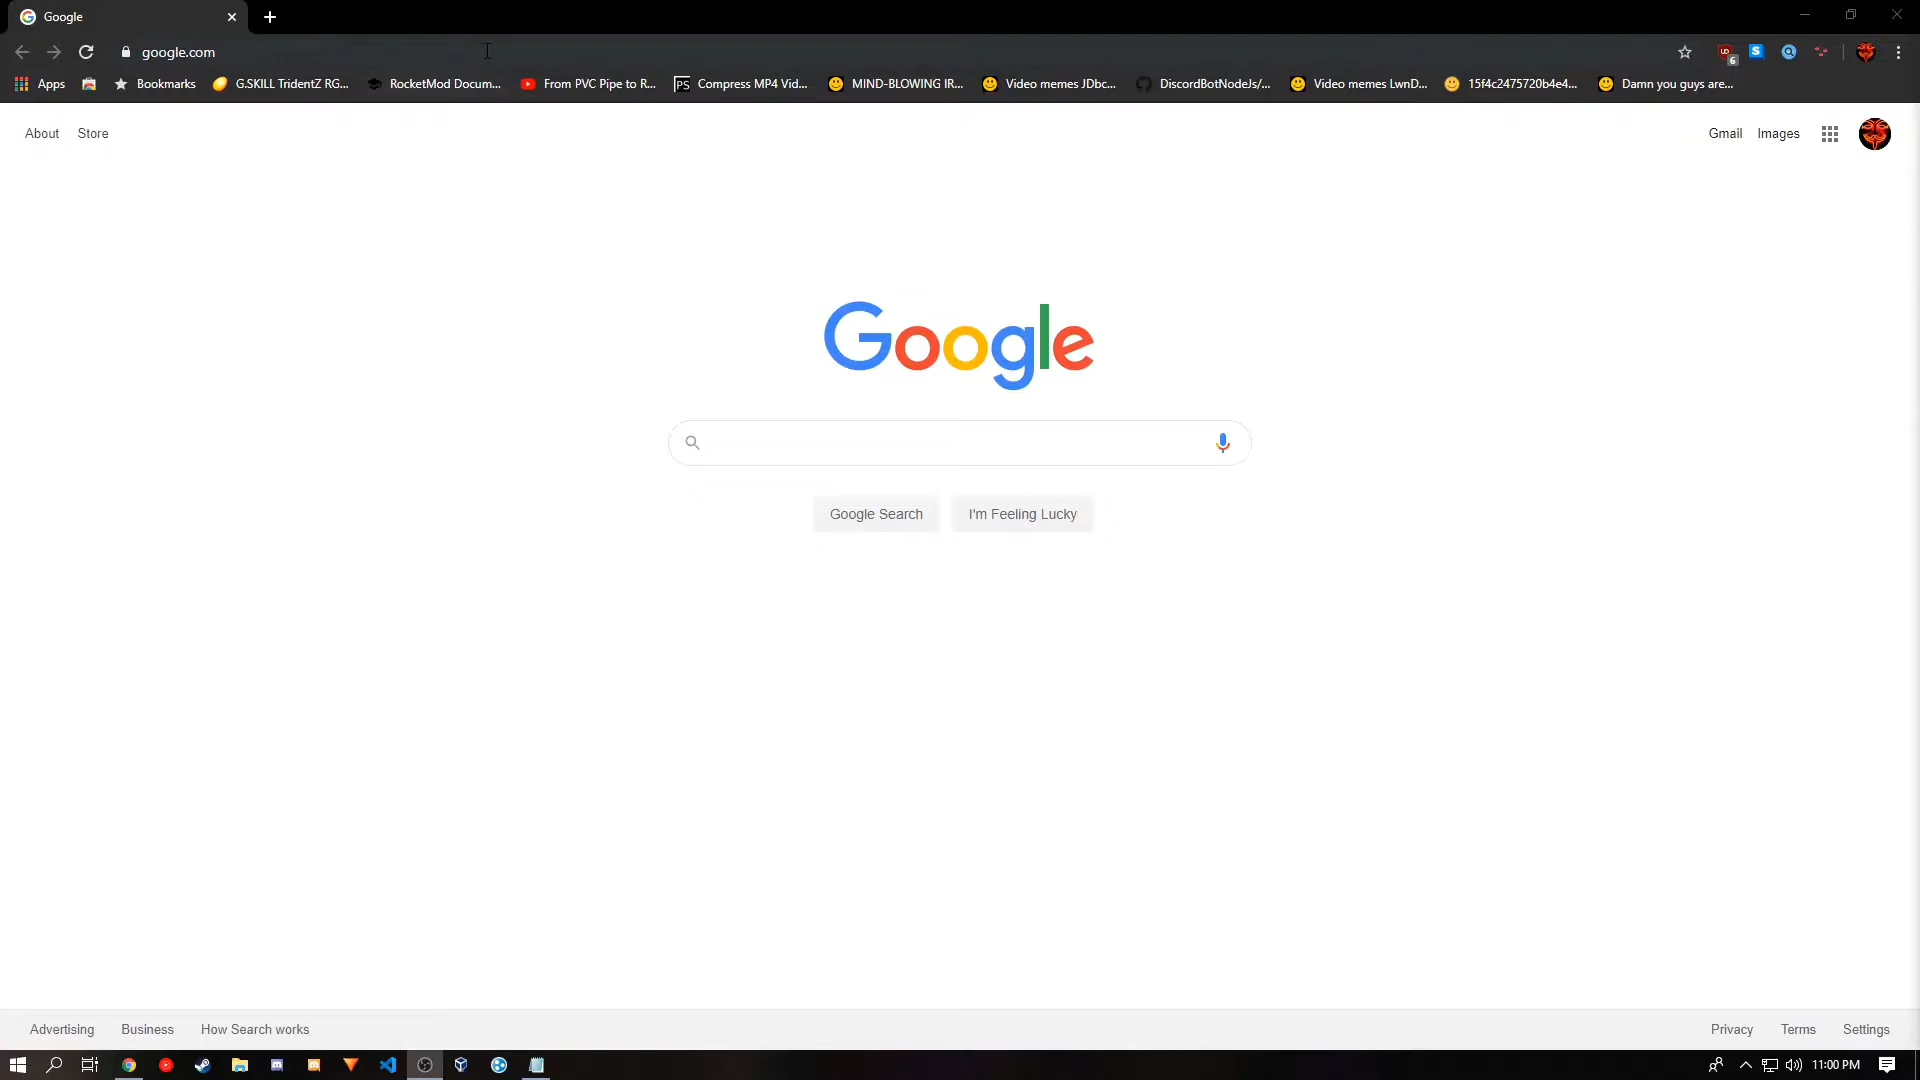 Google
google.com
Apps
Bookmarks
G.SKILL TridentZ RG...
RocketMod Docum...
From PVC Pipe to R...
PS
Compress MP4 Vid...
MIND-BLOWING IR...
Video memes JDbc...
DiscordBotNodeJs/...
Video memes LwnD...
15f4c2475720b4e4...
Damn you guys are...
6
S
About
Store
Gmail
Images
Google
Google Search
I'm Feeling Lucky
Advertising
Business
How Search works
Privacy
Terms
Settings
11:00 PM